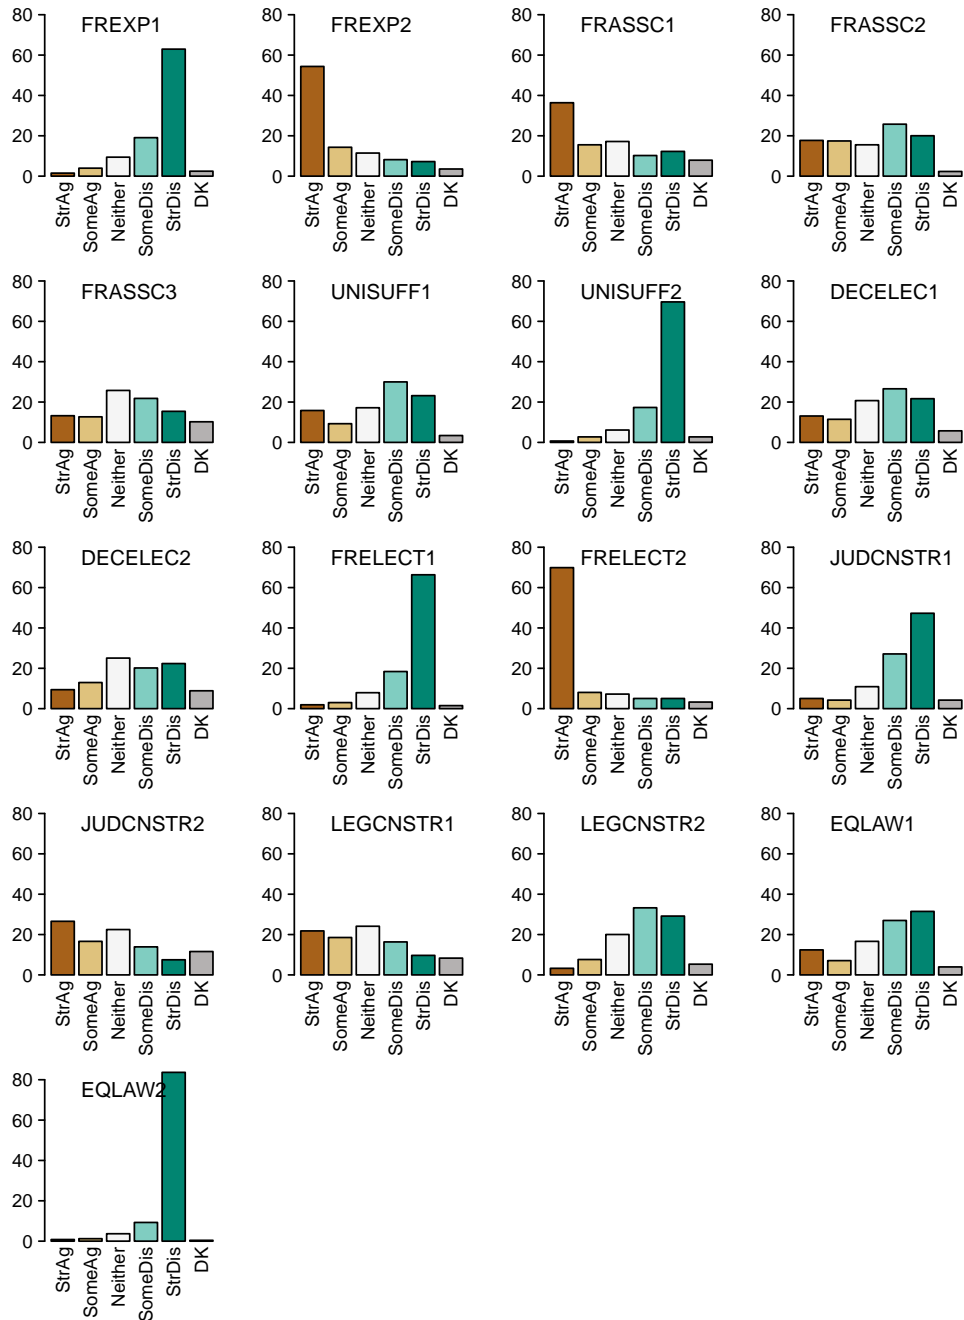 FREXP1
80
60
40
20
0
StrAg
SomeAg
Neither
SomeDis
StrDis
DK
FREXP2
80
60
40
20
0
StrAg
SomeAg
Neither
SomeDis
StrDis
DK
FRASSC1
80
60
40
20
0
StrAg
SomeAg
Neither
SomeDis
StrDis
DK
FRASSC2
80
60
40
20
0
StrAg
SomeAg
Neither
SomeDis
StrDis
DK
FRASSC3
80
60
40
20
0
StrAg
SomeAg
Neither
SomeDis
StrDis
DK
UNISUFF1
80
60
40
20
0
StrAg
SomeAg
Neither
SomeDis
StrDis
DK
UNISUFF2
80
60
40
20
0
StrAg
SomeAg
Neither
SomeDis
StrDis
DK
DECELEC1
80
60
40
20
0
StrAg
SomeAg
Neither
SomeDis
StrDis
DK
DECELEC2
80
60
40
20
0
StrAg
SomeAg
Neither
SomeDis
StrDis
DK
FRELECT1
80
60
40
20
0
StrAg
SomeAg
Neither
SomeDis
StrDis
DK
FRELECT2
80
60
40
20
0
StrAg
SomeAg
Neither
SomeDis
StrDis
DK
JUDCNSTR1
80
60
40
20
0
StrAg
SomeAg
Neither
SomeDis
StrDis
DK
JUDCNSTR2
80
60
40
20
0
StrAg
SomeAg
Neither
SomeDis
StrDis
DK
LEGCNSTR1
80
60
40
20
0
StrAg
SomeAg
Neither
SomeDis
StrDis
DK
LEGCNSTR2
80
60
40
20
0
StrAg
SomeAg
Neither
SomeDis
StrDis
DK
EQLAW1
80
60
40
20
0
StrAg
SomeAg
Neither
SomeDis
StrDis
DK
EQLAW2
80
60
40
20
0
StrAg
SomeAg
Neither
SomeDis
StrDis
DK